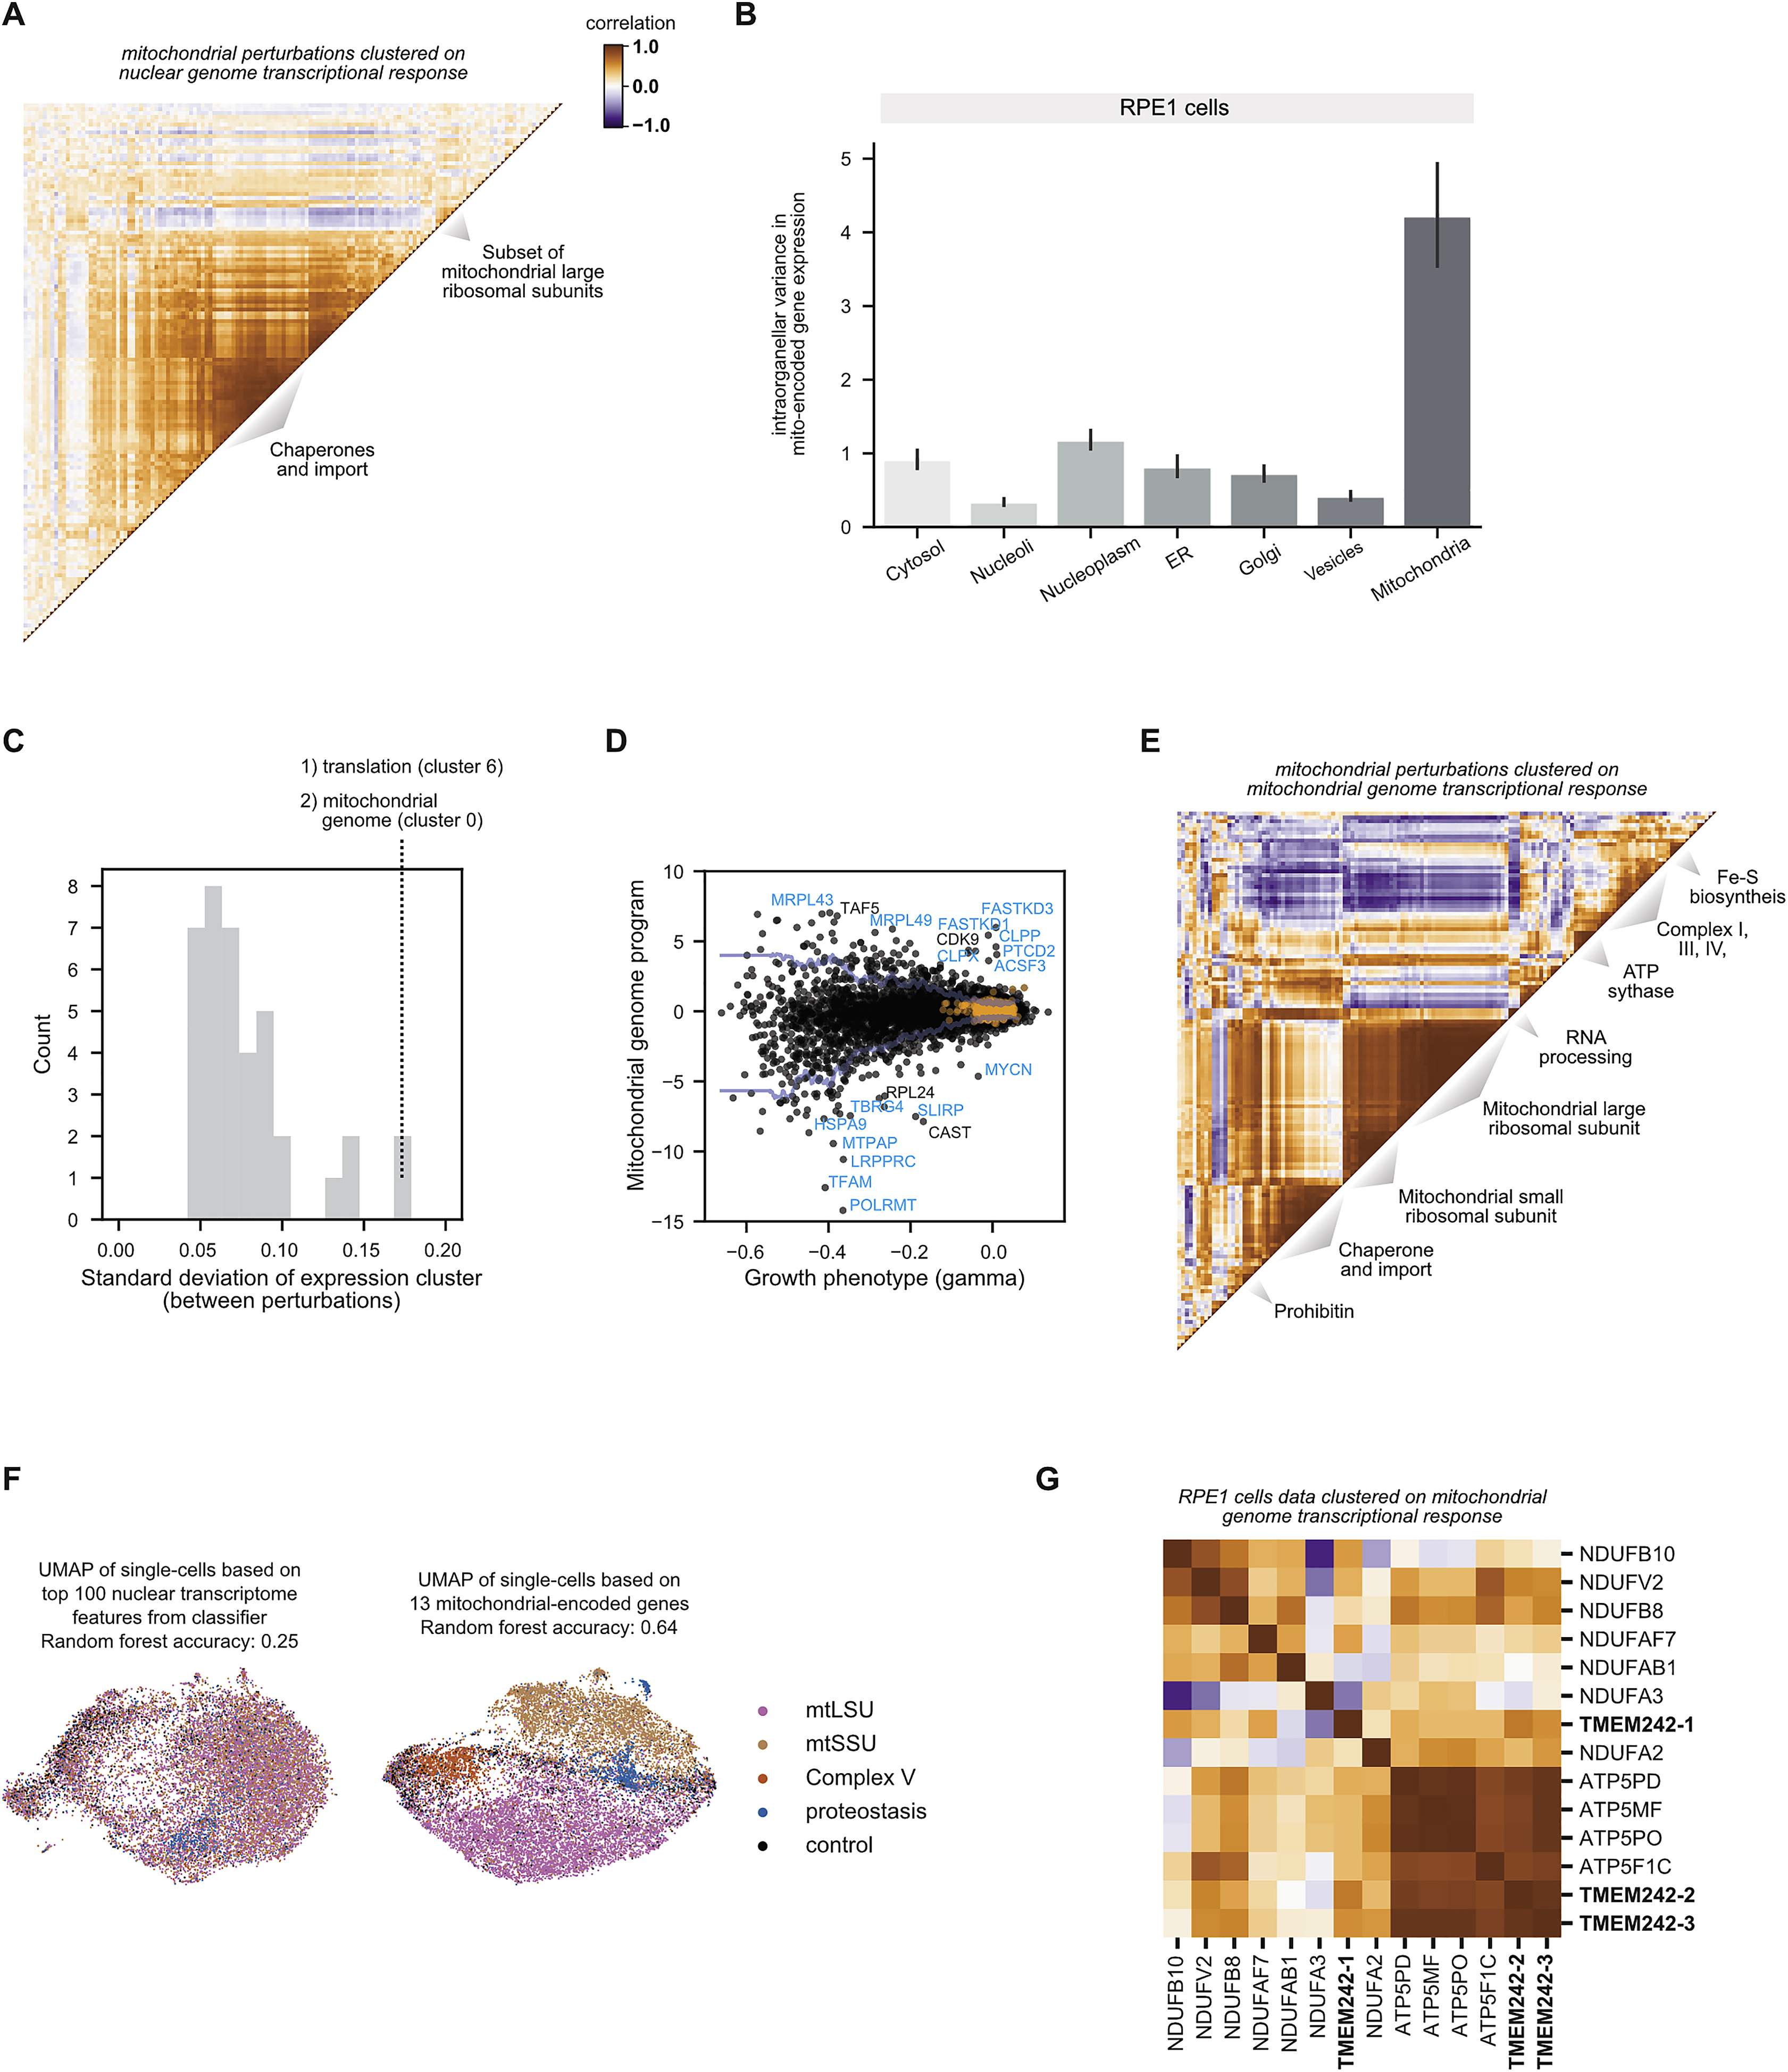 A
mitochondrial perturbations clustered on
nuclear genome transcriptional response
correlation
1.0
0.0
−1.0
Subset of
mitochondrial large
ribosomal subunits
Chaperones
and import
B
RPE1 cells
intraorganellar variance in
mito-encoded gene expression
5
4
3
2
1
0
Cytosol
Nucleoli
Nucleoplasm
ER
Golgi
Vesicles
Mitochondria
C
1) translation (cluster 6)
2) mitochondrial
genome (cluster 0)
Count
8
7
6
5
4
3
2
1
0
0.00
0.05
0.10
0.15
0.20
Standard deviation of expression cluster
(between perturbations)
D
Mitochondrial genome program
10
5
0
−5
−10
−15
MRPL43
TAF5
MRPL49
FASTKD3
FASTKD1
CDK9
CLPP
CLPX
PTCD2
ACSF3
MYCN
RPL24
TBRG4
SLIRP
HSPA9
CAST
MTPAP
LRPPRC
TFAM
POLRMT
−0.6
−0.4
−0.2
0.0
Growth phenotype (gamma)
E
mitochondrial perturbations clustered on
mitochondrial genome transcriptional response
Fe-S
biosyntheis
Complex I,
III, IV,
ATP
sythase
RNA
processing
Mitochondrial large
ribosomal subunit
Mitochondrial small
ribosomal subunit
Chaperone
and import
Prohibitin
F
UMAP of single-cells based on
top 100 nuclear transcriptome
features from classifier
Random forest accuracy: 0.25
UMAP of single-cells based on
13 mitochondrial-encoded genes
Random forest accuracy: 0.64
mtLSU
mtSSU
Complex V
proteostasis
control
G
RPE1 cells data clustered on mitochondrial
genome transcriptional response
NDUFB10
NDUFV2
NDUFB8
NDUFAF7
NDUFAB1
NDUFA3
TMEM242-1
NDUFA2
ATP5PD
ATP5MF
ATP5PO
ATP5F1C
TMEM242-2
TMEM242-3
NDUFB10
NDUFV2
NDUFB8
NDUFAF7
NDUFAB1
NDUFA3
TMEM242-1
NDUFA2
ATP5PD
ATP5MF
ATP5PO
ATP5F1C
TMEM242-2
TMEM242-3